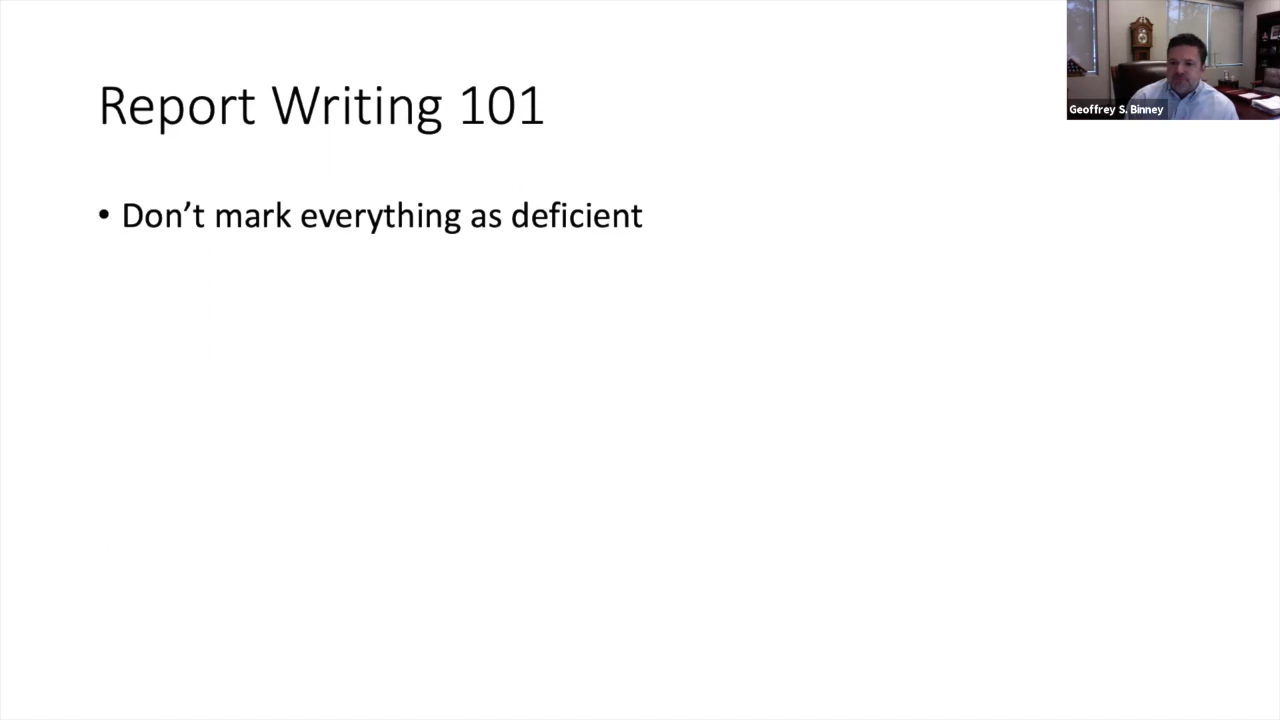 Report Writing 101
• Don’t mark everything as deficient
Geoffrey S. Binney